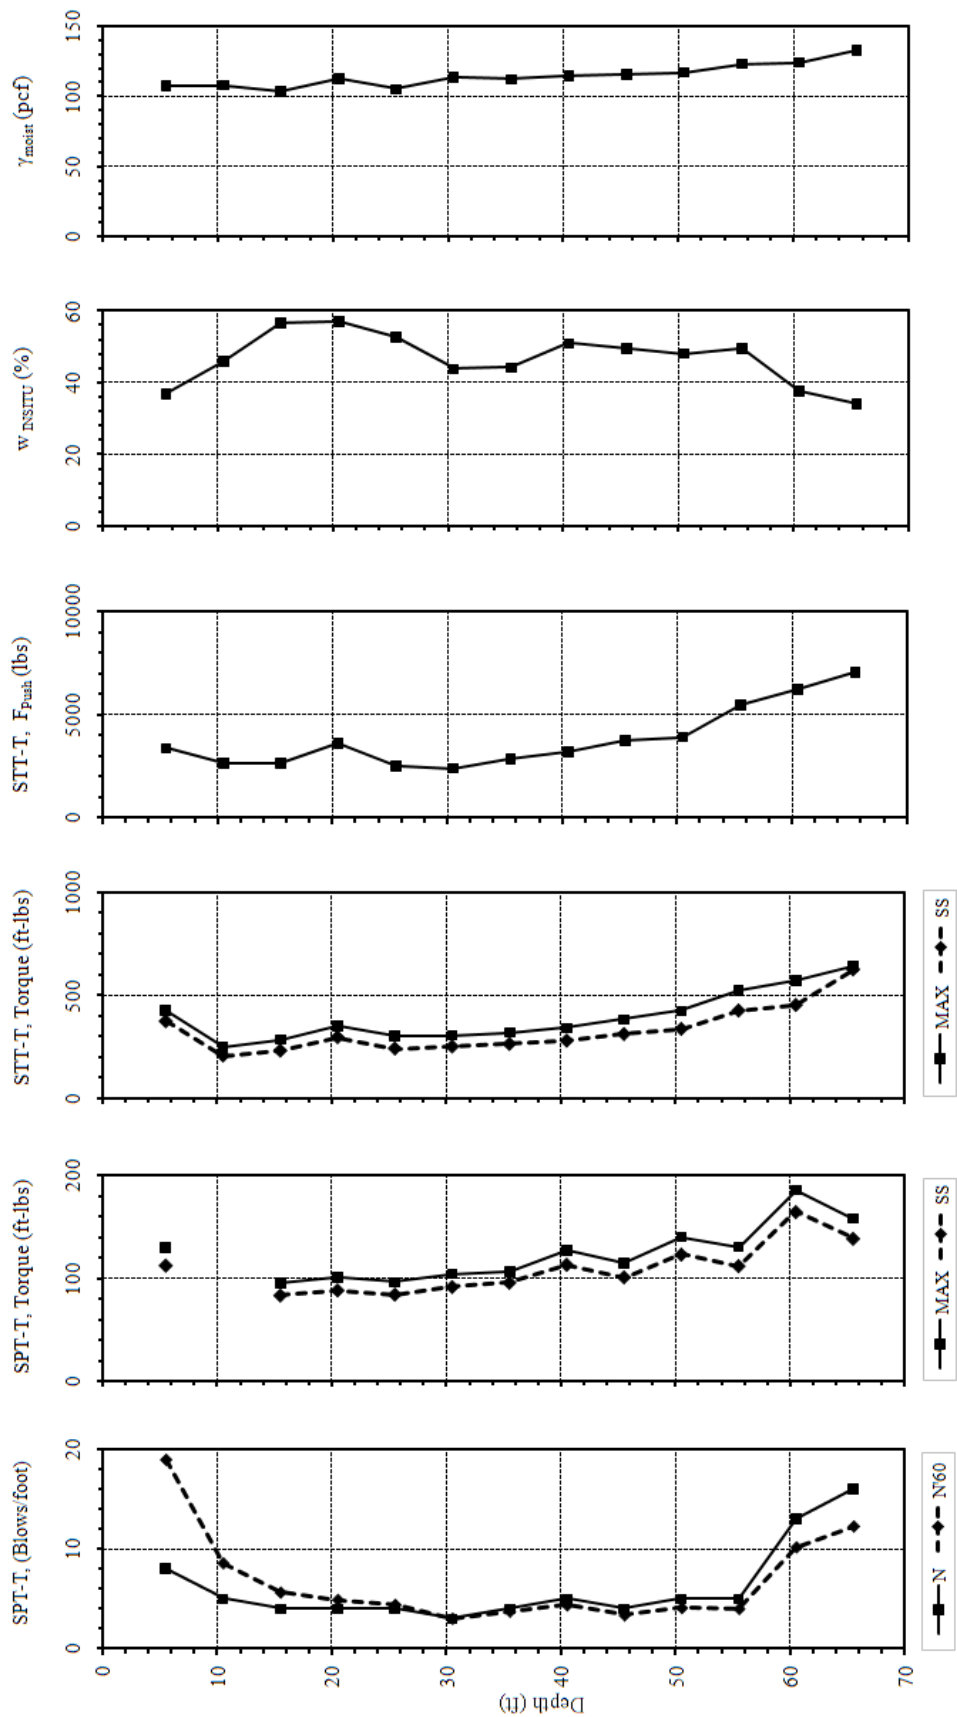 SPT-T, (Blows/foot)
0 10 20
0
10
20
30
40
50
60
70
Depth (ft)
N N'60
SPT-T, Torque (ft-lbs)
0 100 200
MAX SS
STT-T, Torque (ft-lbs)
0 500 1000
MAX SS
STT-T, F Push (lbs)
0 5000 10000
w INSITU (%)
0 20 40 60
γmoist (pcf)
0 50 100 150